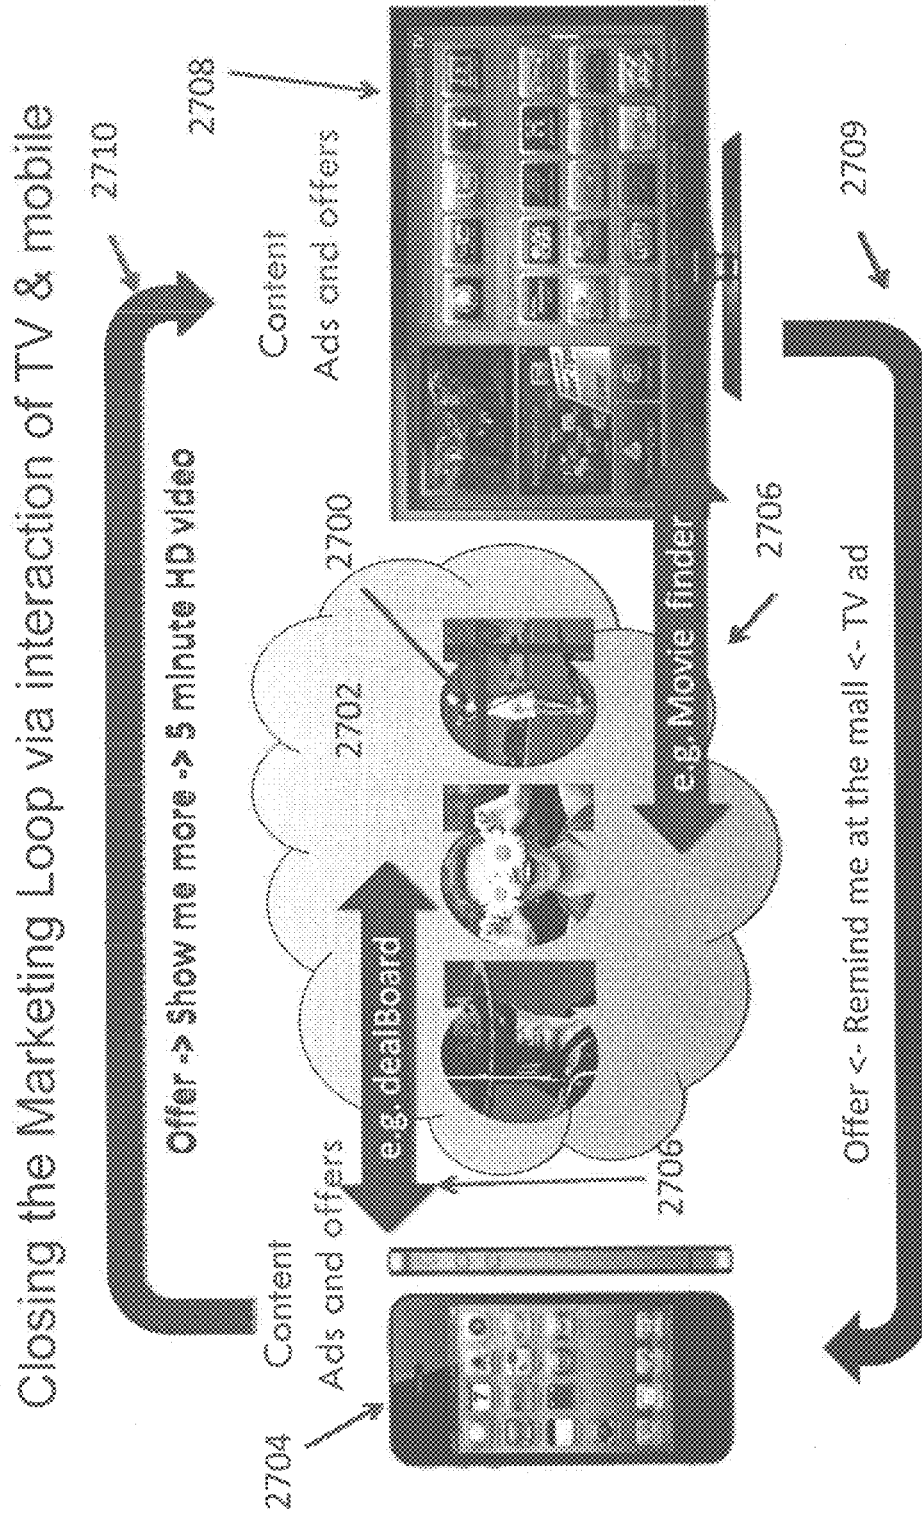 Closing the Marketing Loop via interaction of TV & mobile
2710
Offer -> Show me more -> 5 minute HD video
2704
Content
Ads and offers
2702
2700
Content
Ads and offers
2708
e.g. dealBoard
e.g. Movie finder
2706
2706
Offer <- Remind me at the mall <- TV ad
2709